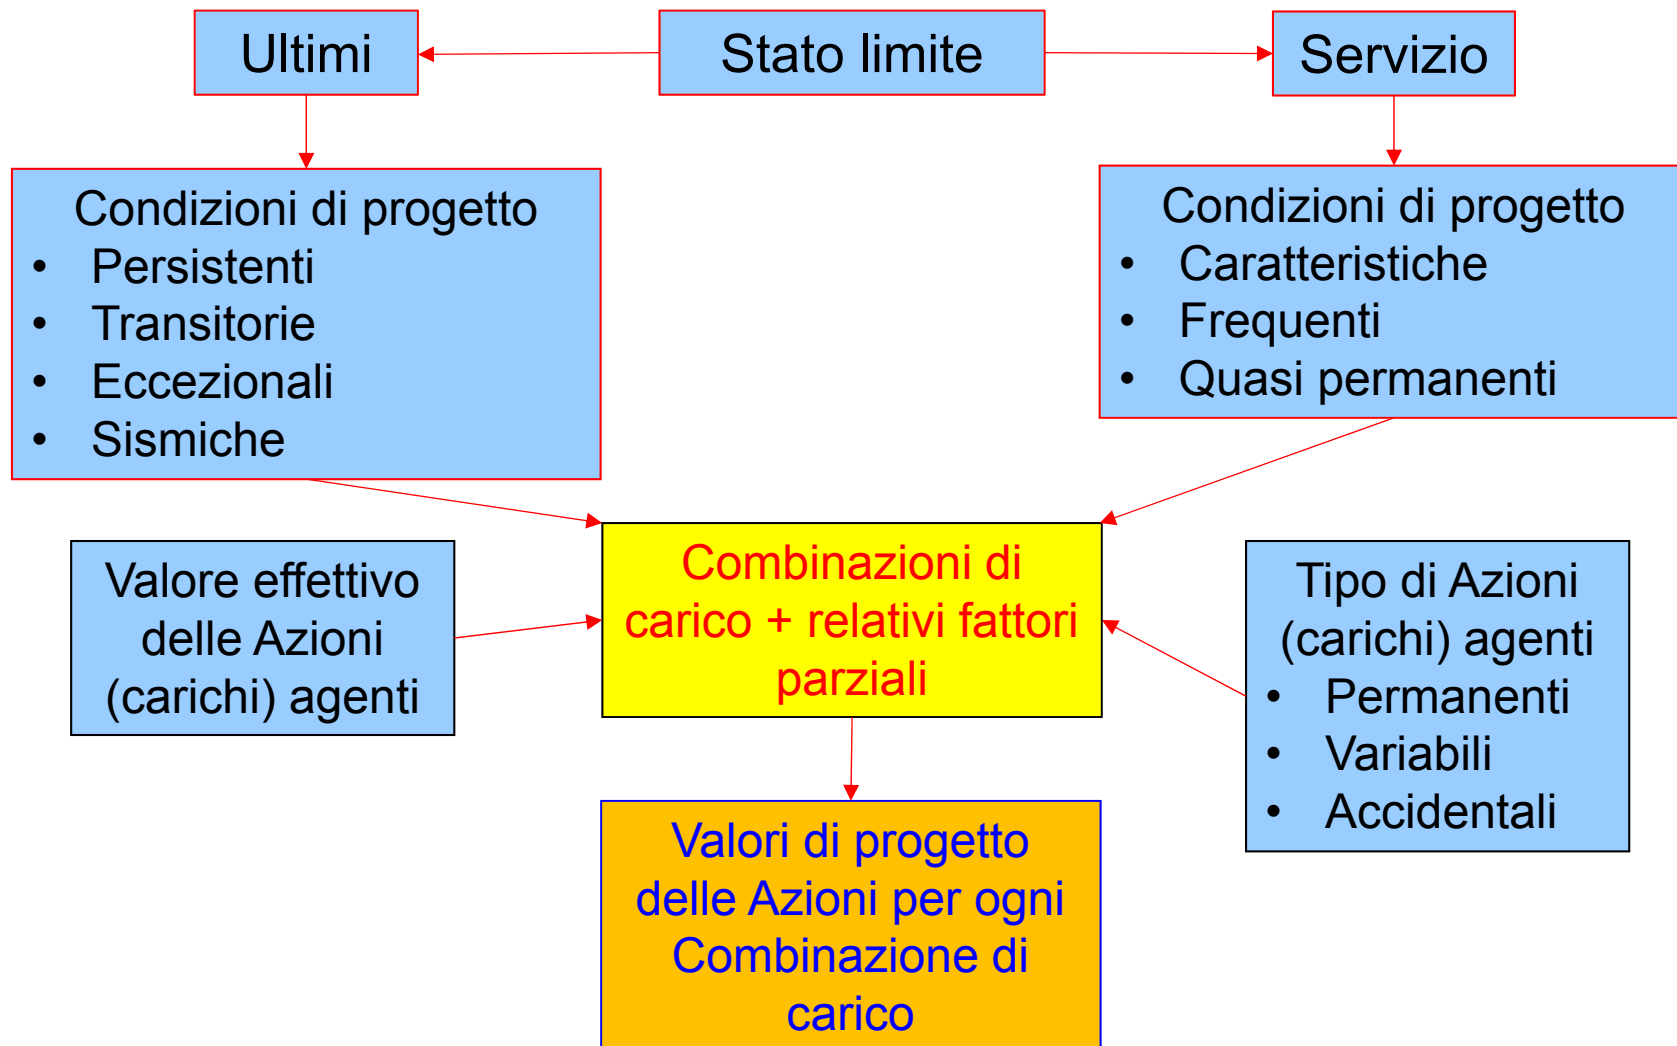 Ultimi
Stato limite
Servizio
Condizioni di progetto
• Persistenti
• Transitorie
• Eccezionali
• Sismiche
Condizioni di progetto
• Caratteristiche
• Frequenti
• Quasi permanenti
Valore effettivo
delle Azioni
(carichi) agenti
Combinazioni di
carico + relativi fattori
parziali
Tipo di Azioni
(carichi) agenti
• Permanenti
• Variabili
• Accidentali
Valori di progetto
delle Azioni per ogni
Combinazione di
carico